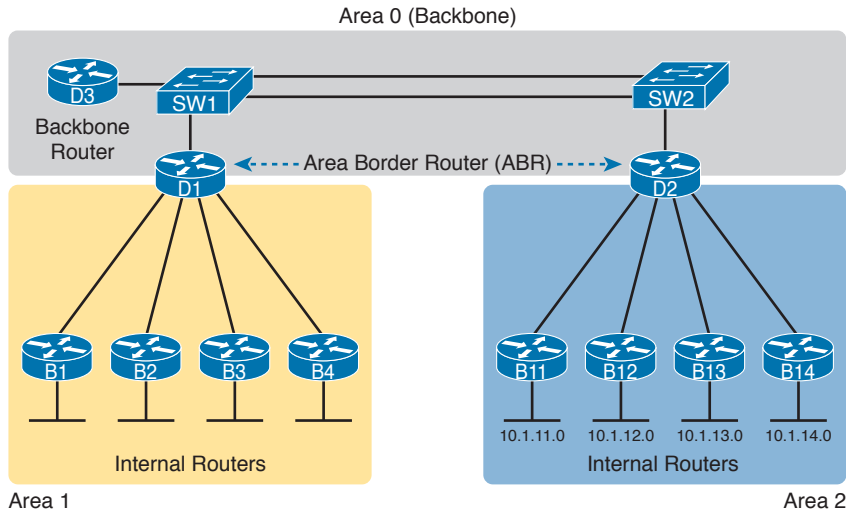 Area 0 (Backbone)
D3
SW1
SW2
Backbone
Router
Area Border Router (ABR)
D1
D2
B1
B2
B3
B4
B11
B12
B13
B14
10.1.11.0
10.1.12.0
10.1.13.0
10.1.14.0
Internal Routers
Internal Routers
Area 1
Area 2